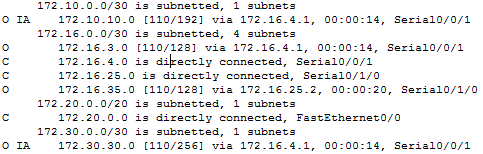 172.10.0.0/30 is subnetted, 1 subnets
O IA 172.10.10.0 [110/192] via 172.16.4.1, 00:00:14, Serial0/0/1
172.16.0.0/30 is subnetted, 4 subnets
O 172.16.3.0 [110/128] via 172.16.4.1, 00:00:14, Serial0/0/1
C 172.16.4.0 is directly connected, Serial0/0/1
C 172.16.25.0 is directly connected, Serial0/1/0
O 172.16.35.0 [110/128] via 172.16.25.2, 00:00:20, Serial0/1/0
172.20.0.0/20 is subnetted, 1 subnets
C 172.20.0.0 is directly connected, FastEthernet0/0
172.30.0.0/30 is subnetted, 1 subnets
O IA 172.30.30.0 [110/256] via 172.16.4.1, 00:00:14, Serial0/0/1